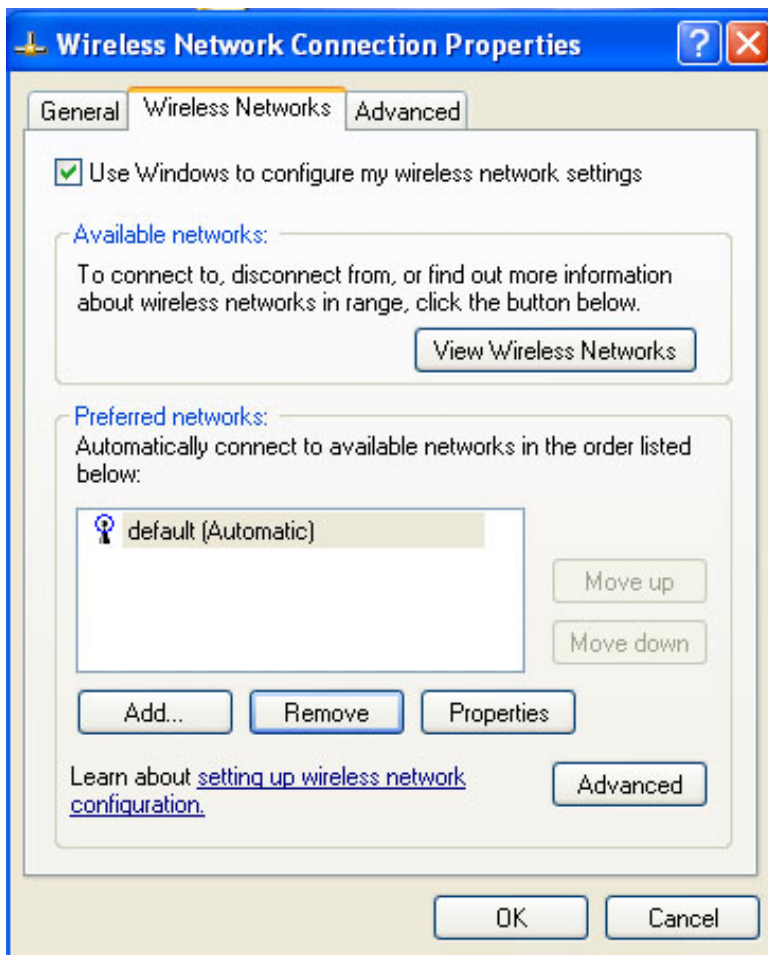 Wireless Network Connection Properties
?
General Wireless Networks Advanced
Use Windows to configure my wireless network settings
Available networks:
To connect to, disconnect from, or find out more information
about wireless networks in range, click the button below.
View Wireless Networks
Preferred networks:
Automatically connect to available networks in the order listed
below:
default (Automatic)
Move up
Move down
Add... Remove Properties
Learn about setting up wireless network
configuration.
Advanced
OK Cancel